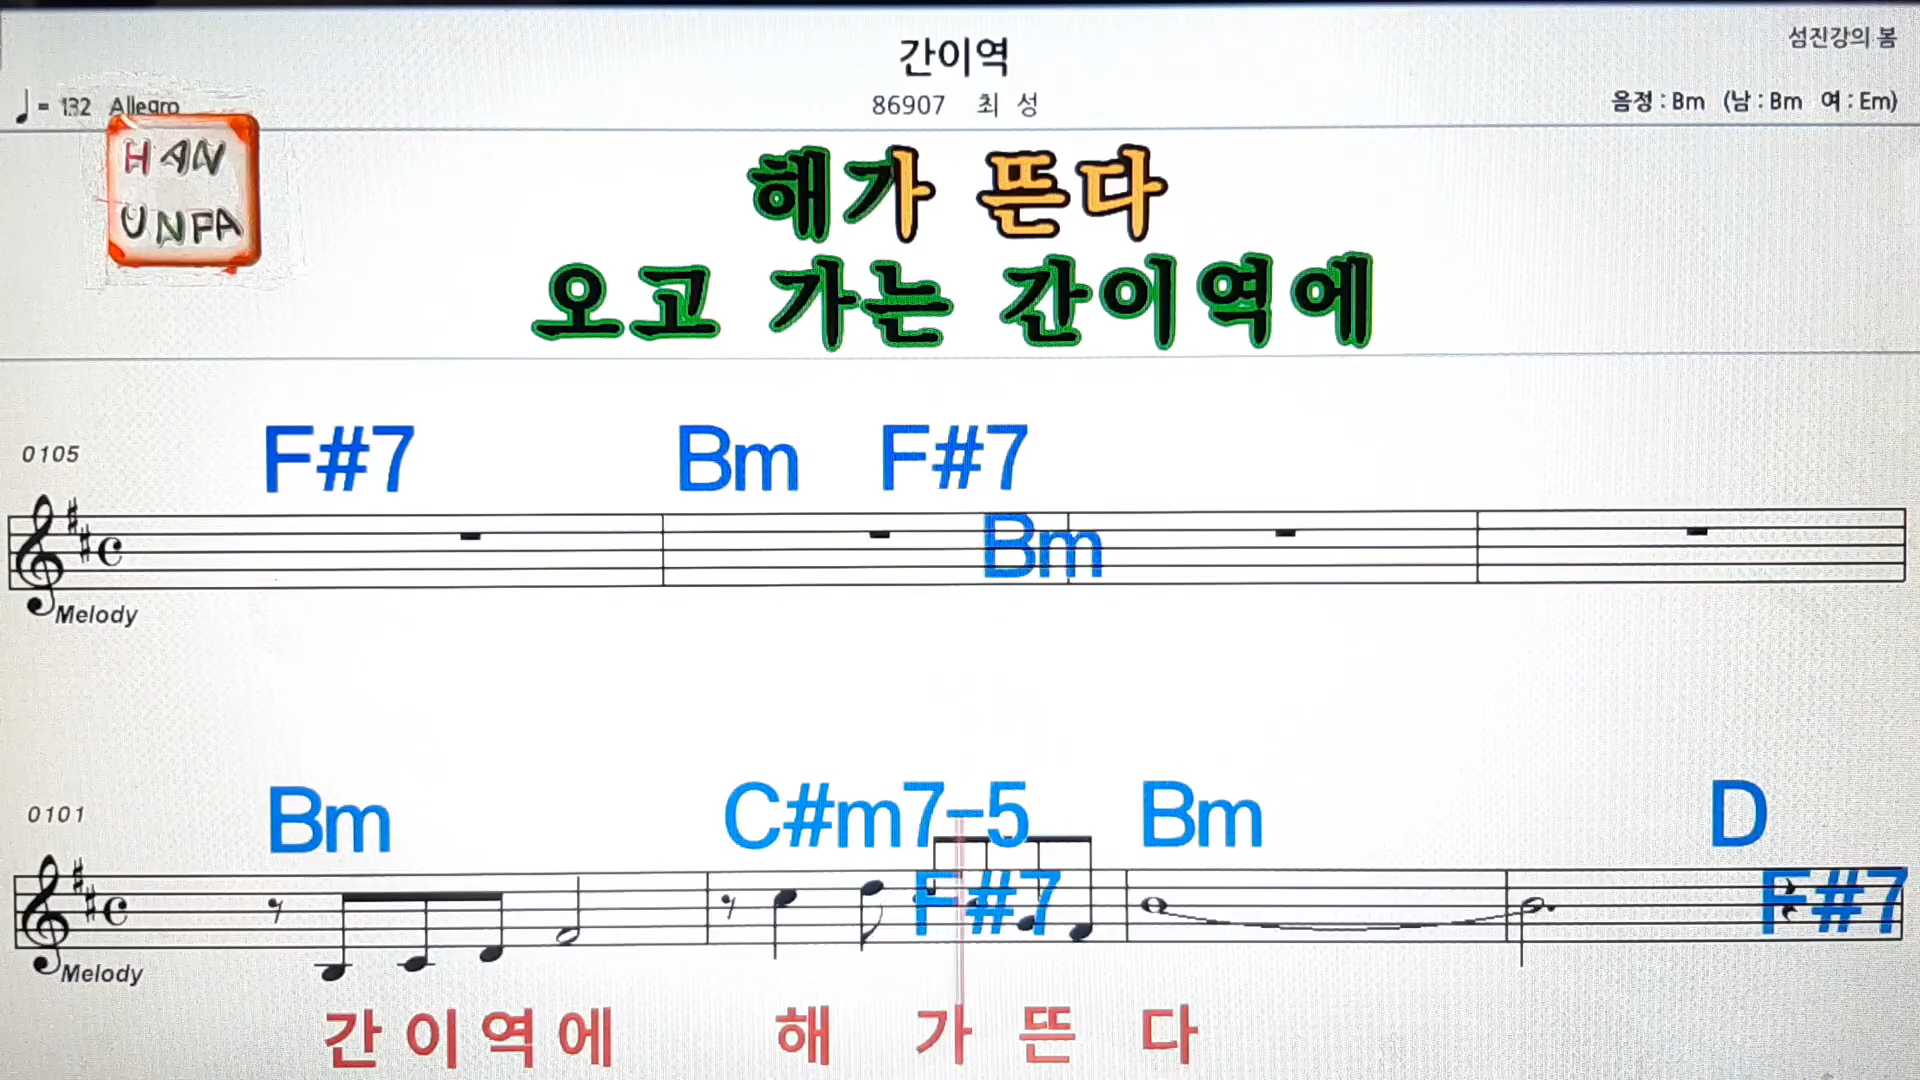 섬진강의 봄
간이역
♩ = 132 Allegro
86907 최 성
음정 : Bm (남 : Bm 여 : Em)
HAN
UNFA
해가 뜬다
오고 가는 간이역에
0105
F#7 Bm F#7
Bm
Melody
0101
Bm C#m7-5 Bm D
F#7 F#7
Melody
간 이 역 에 해 가 뜬 다